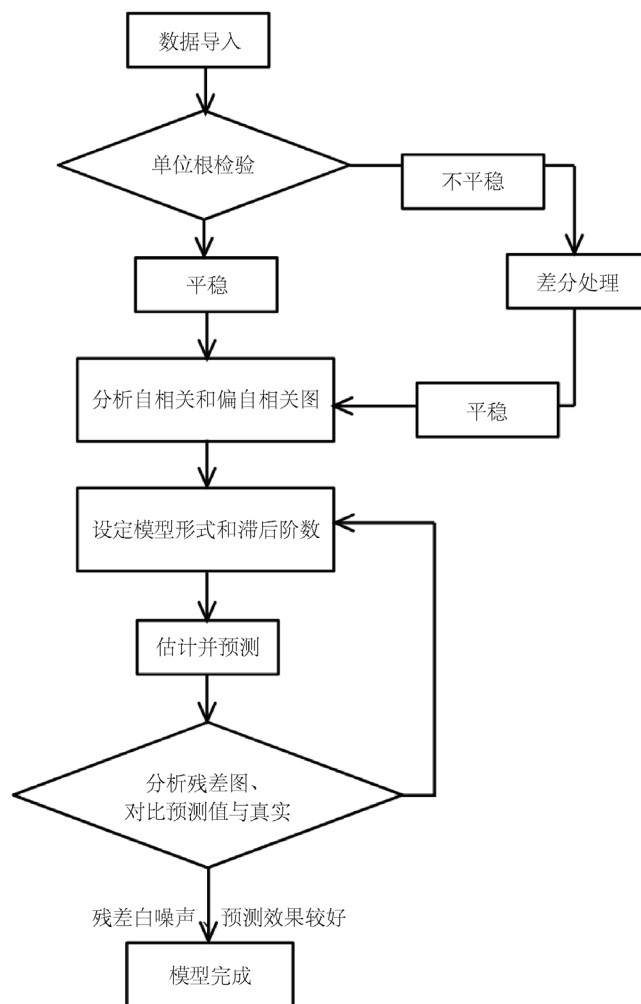 数据导入
单位根检验
不平稳
平稳
差分处理
分析自相关和偏自相关图
平稳
设定模型形式和滞后阶数
估计并预测
分析残差图、
对比预测值与真实
残差白噪声、预测效果较好
模型完成